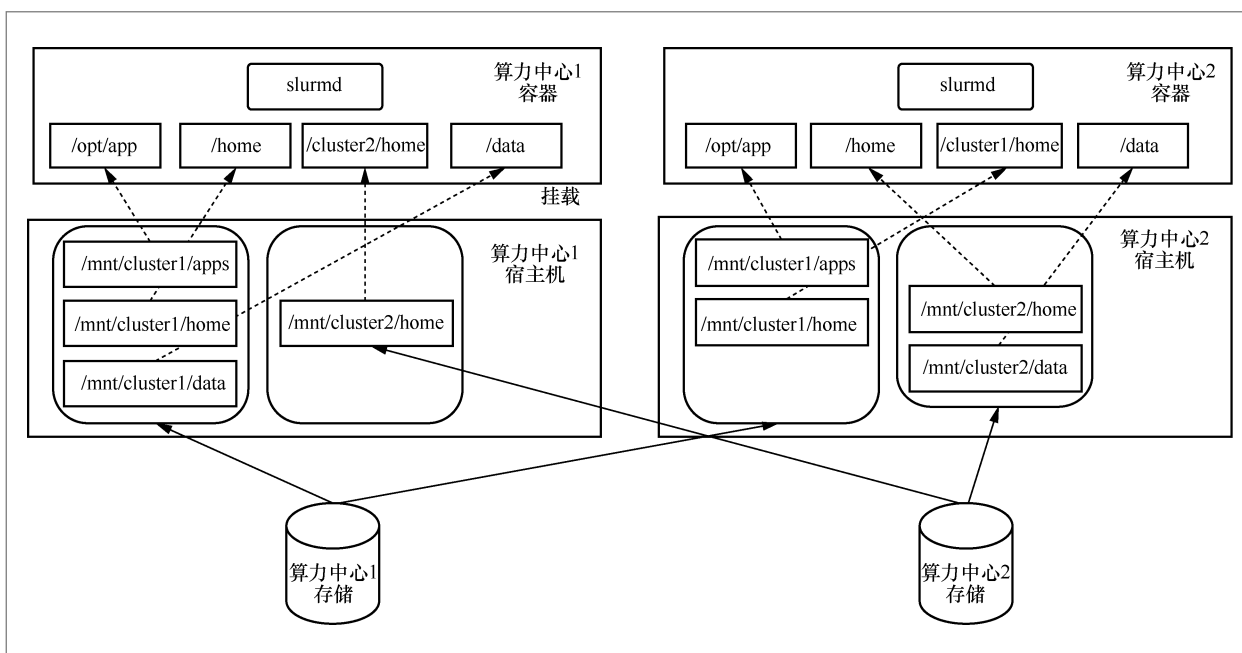 算力中心1
容器
slurmd
/opt/app
/home
/cluster2/home
/data
算力中心2
容器
slurmd
/opt/app
/home
/cluster1/home
/data
挂载
算力中心1
宿主机
/mnt/cluster1/apps
/mnt/cluster1/home
/mnt/cluster1/data
/mnt/cluster2/home
算力中心2
宿主机
/mnt/cluster1/apps
/mnt/cluster1/home
/mnt/cluster2/home
/mnt/cluster2/data
算力中心1
存储
算力中心2
存储